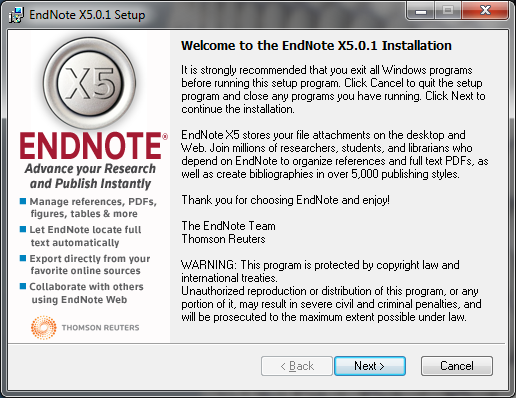 EndNote X5.0.1 Setup
X5
ENDNOTE®
Advance your Research
and Publish Instantly
Manage references, PDFs,
figures, tables & more
Let EndNote locate full
text automatically
Export directly from your
favorite online sources
Collaborate with others
using EndNote Web
THOMSON REUTERS
Welcome to the EndNote X5.0.1 Installation
It is strongly recommended that you exit all Windows programs
before running this setup program. Click Cancel to quit the setup
program and close any programs you have running. Click Next to
continue the installation.
EndNote X5 stores your file attachments on the desktop and
Web. Join millions of researchers, students, and librarians who
depend on EndNote to organize references and full text PDFs, as
well as create bibliographies in over 5,000 publishing styles.
Thank you for choosing EndNote and enjoy!
The EndNote Team
Thomson Reuters
WARNING: This program is protected by copyright law and
international treaties.
Unauthorized reproduction or distribution of this program, or any
portion of it, may result in severe civil and criminal penalties, and
will be prosecuted to the maximum extent possible under law.
< Back
Next >
Cancel